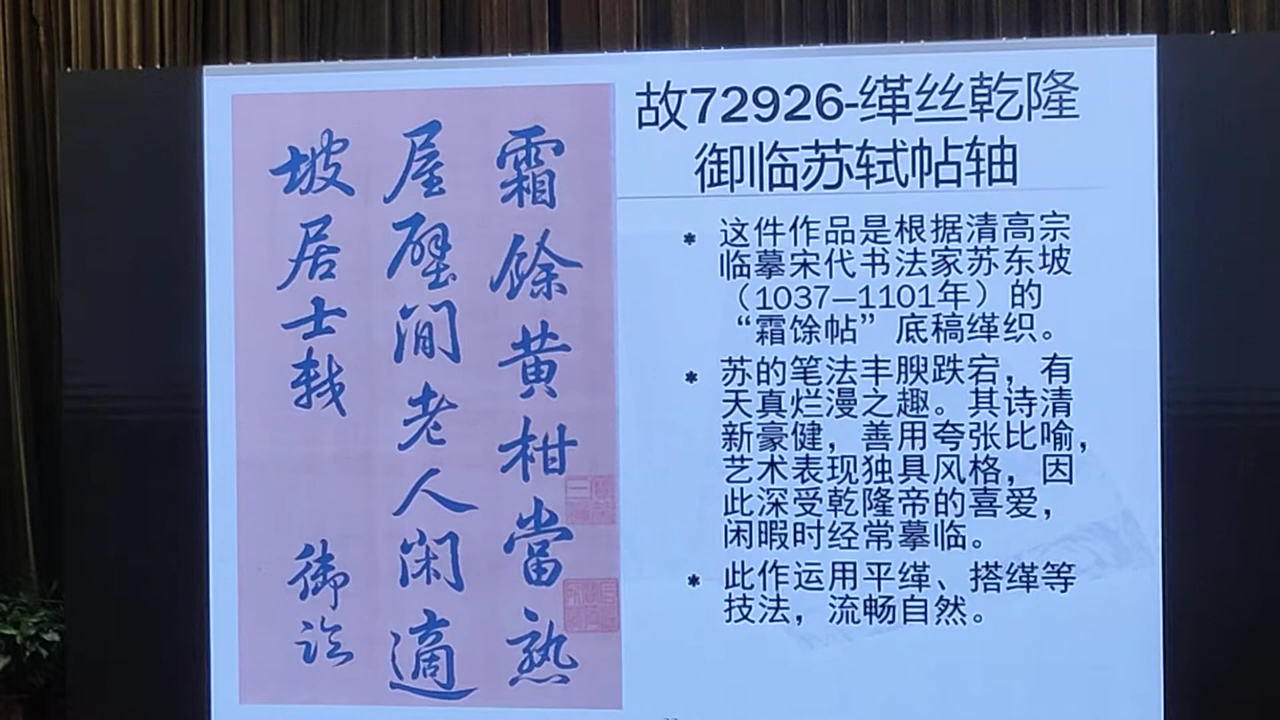 霜餘黄柑當熟
屋壁間老人閑適
坡居士軾 御临
故72926-缂丝乾隆
御临苏轼帖轴
* 这件作品是根据清高宗
临摹宋代书法家苏东坡
（1037—1101年）的
“霜馀帖”底稿缂织。
* 苏的笔法丰腴跌宕，有
天真烂漫之趣。其诗清
新豪健，善用夸张比喻，
艺术表现独具风格，因
此深受乾隆帝的喜爱，
闲暇时经常摹临。
* 此作运用平缂、搭缂等
技法，流畅自然。